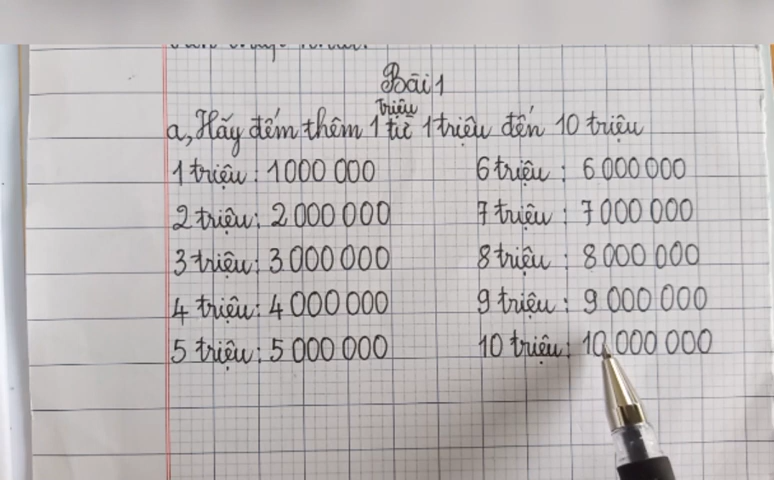 Bài 1
a, Hãy đếm thêm 1 triệu từ 1 triệu đến 10 triệu
1 triệu : 1000 000
2 triệu : 2 000 000
3 triệu : 3 000 000
4 triệu : 4 000 000
5 triệu : 5 000 000
6 triệu : 6 000 000
7 triệu : 7 000 000
8 triệu : 8 000 000
9 triệu : 9 000 000
10 triệu : 10 000 000